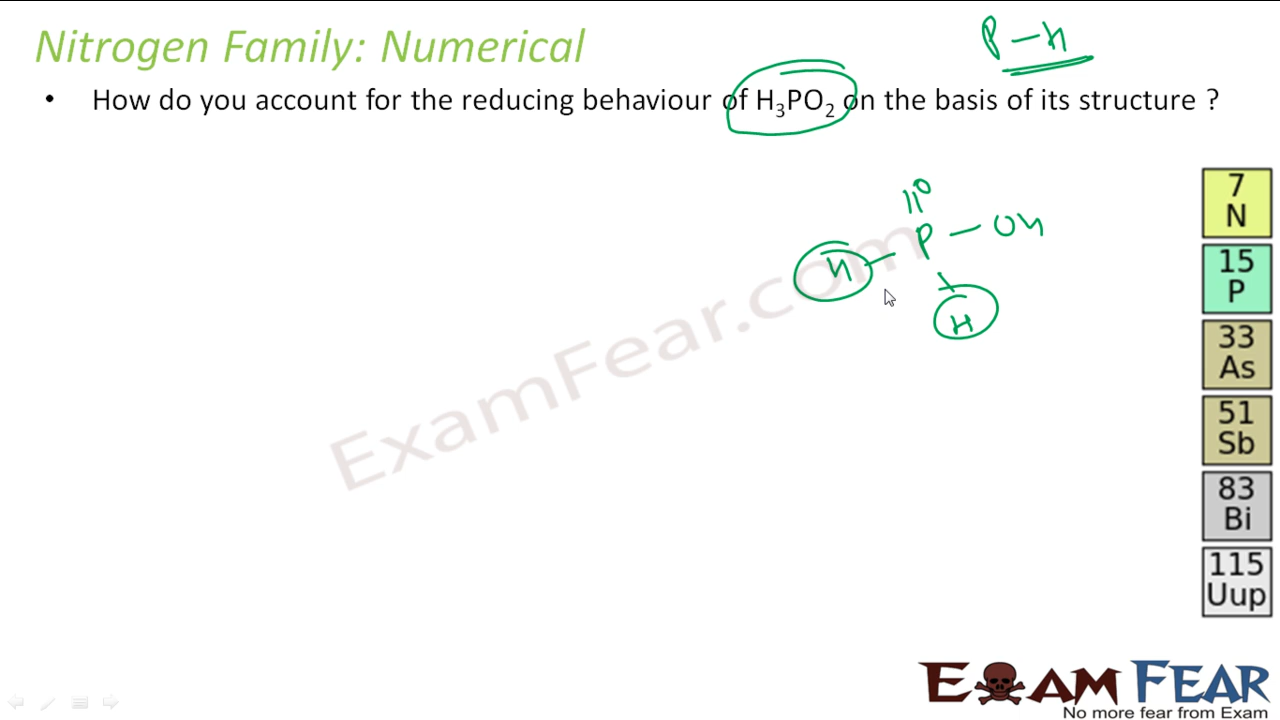 Nitrogen Family: Numerical
P – H
• How do you account for the reducing behaviour of H₃PO₂ on the basis of its structure ?
O
P – OH
H
H
7
N
15
P
33
As
51
Sb
83
Bi
115
Uup
ExamFear.com
EXAM FEAR
No more fear from Exam